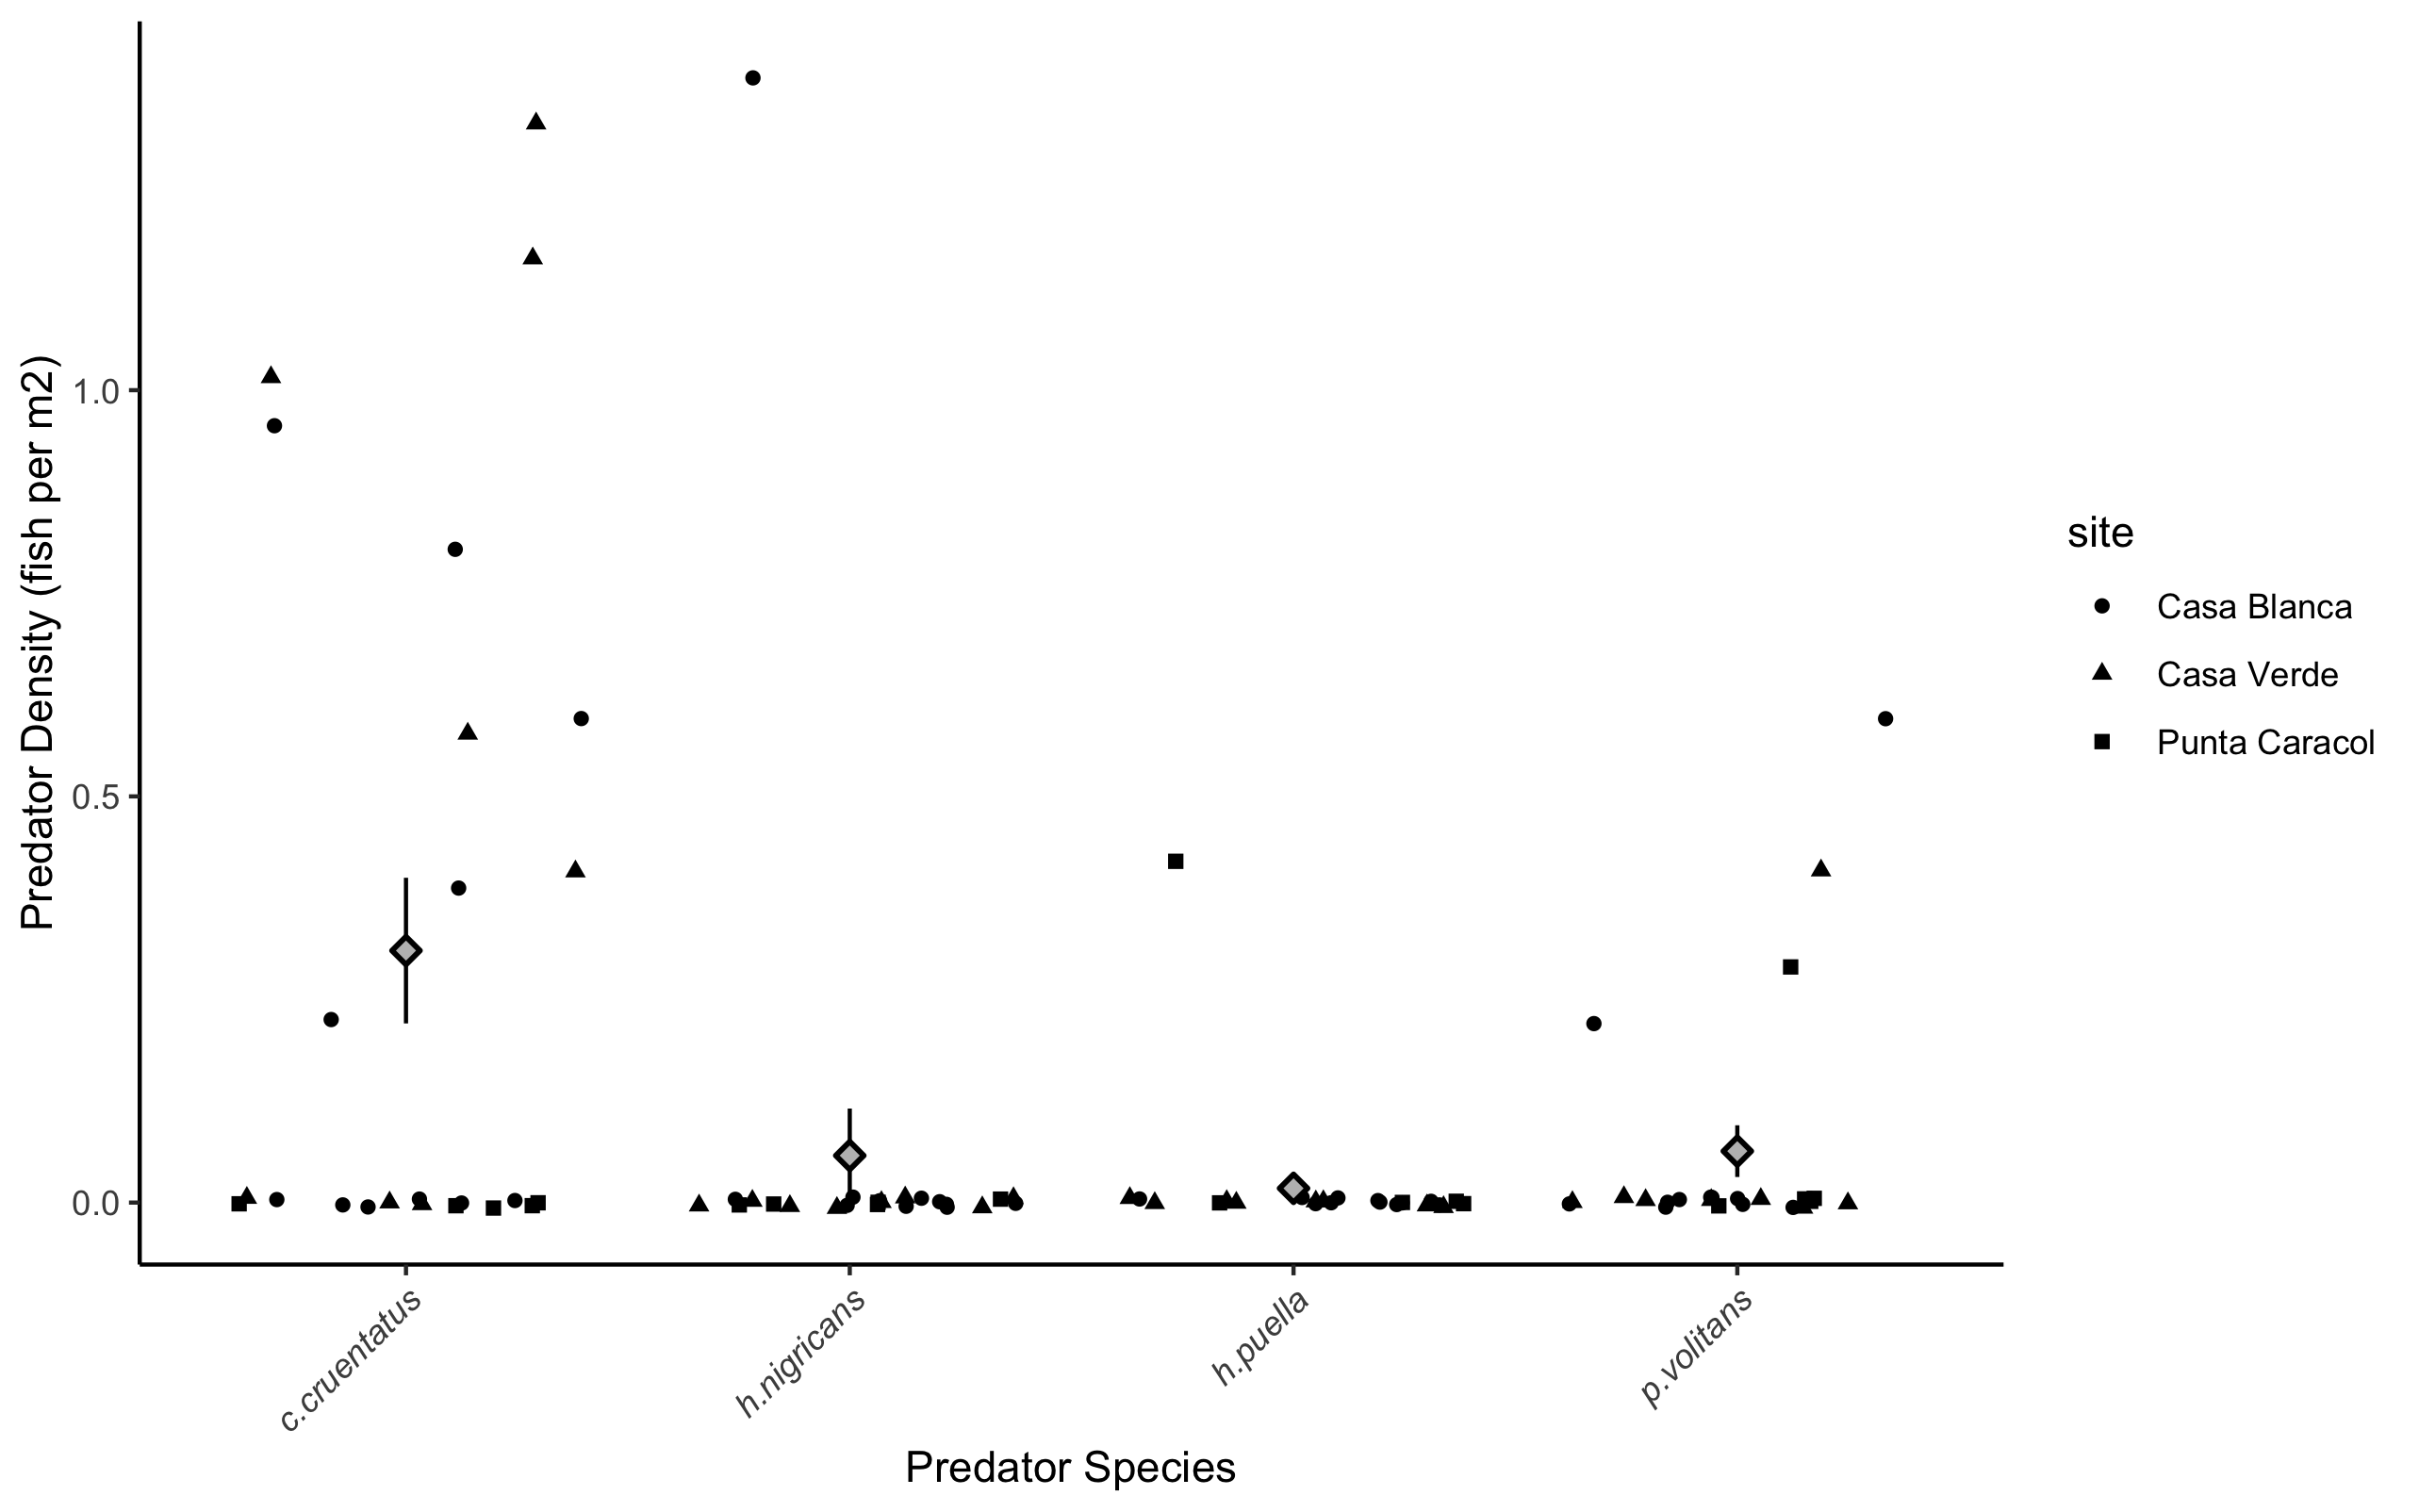 Predator Density (fish per m2)
1.0
0.5
0.0
c.cruentatus
h.nigricans
h.puella
p.volitans
Predator Species
site
Casa Blanca
Casa Verde
Punta Caracol